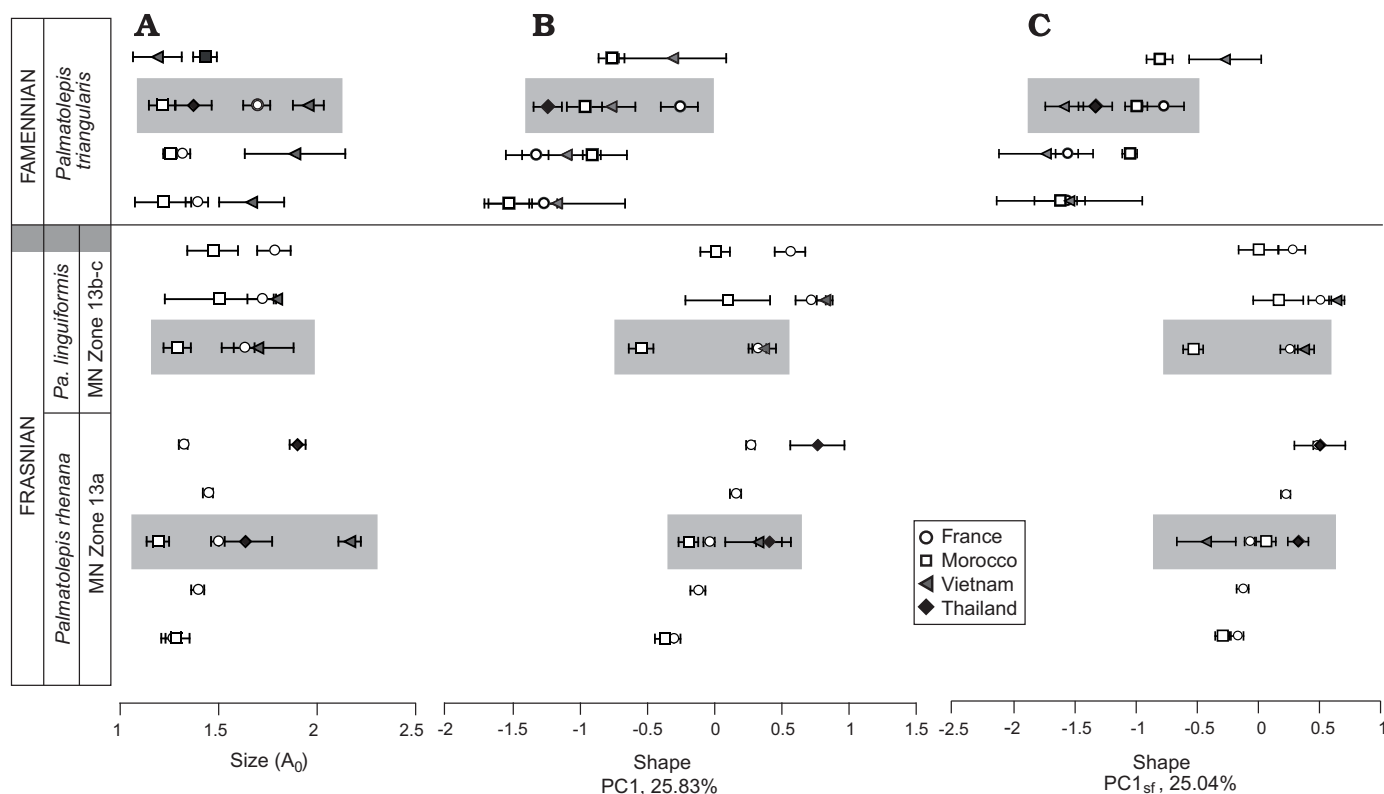 A
B
C
FAMENNIAN
Palmatolepis
triangularis
FRASNIAN
Pa. linguiformis
MN Zone 13b-c
Palmatolepis rhenana
MN Zone 13a
France
Morocco
Vietnam
Thailand
1 1.5 2 2.5
Size (A0)
-2 -1.5 -1 -0.5 0 0.5 1 1.5
Shape
PC1, 25.83%
-2.5 -2 -1.5 -1 -0.5 0 0.5 1
Shape
PC1sf , 25.04%